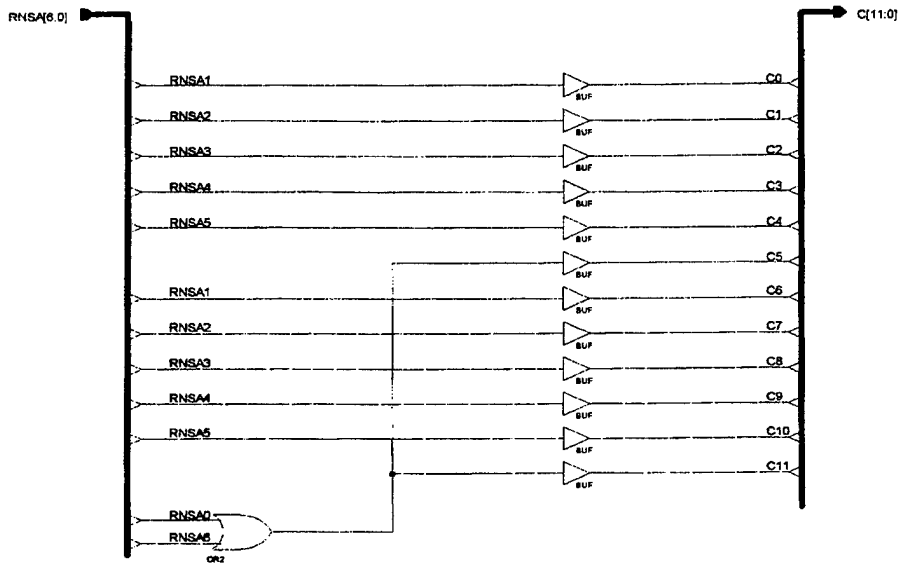 RNSA[6:0] C[11:0]
RNSA1 BUF C0
RNSA2 BUF C1
RNSA3 BUF C2
RNSA4 BUF C3
RNSA5 BUF C4
BUF C5
RNSA1 BUF C6
RNSA2 BUF C7
RNSA3 BUF C8
RNSA4 BUF C9
RNSA5 BUF C10
BUF C11
RNSA0
RNSA6
OR2